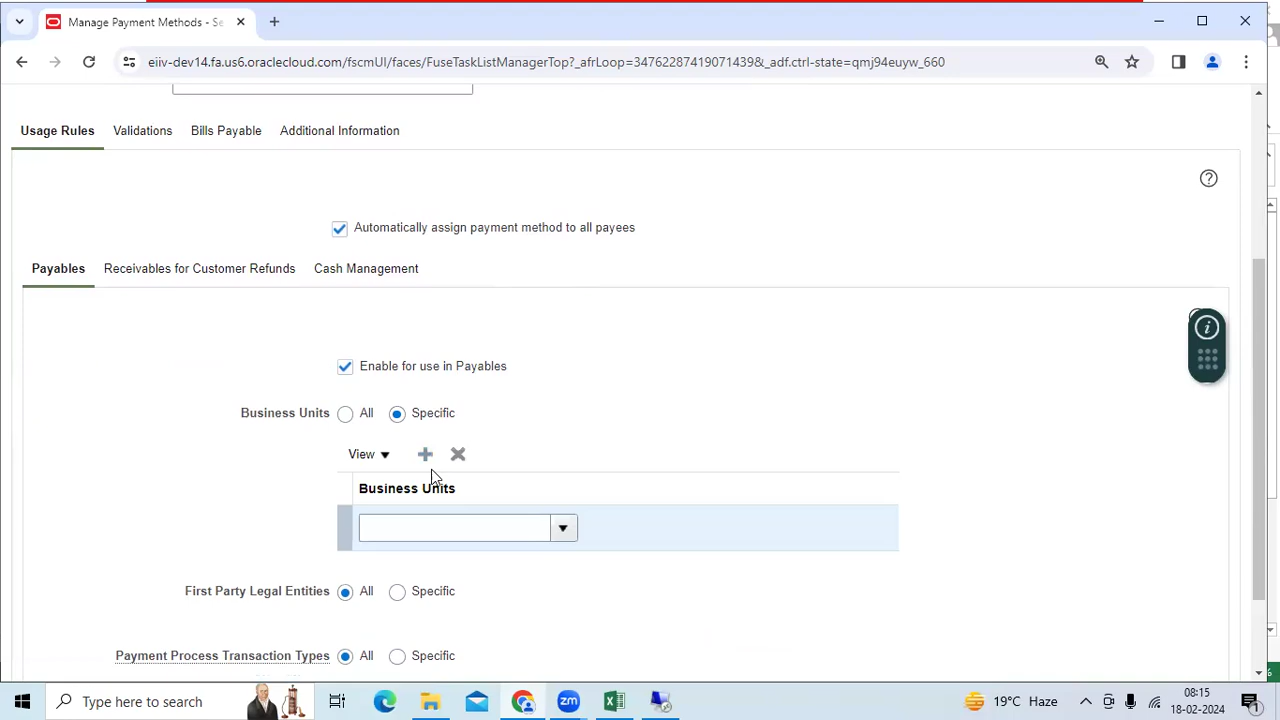 Manage Payment Methods - Se
eiiv-dev14.fa.us6.oraclecloud.com/fscmUI/faces/FuseTaskListManagerTop?_afrLoop=34762287419071439&_adf.ctrl-state=qmj94euyw_660
Usage Rules Validations Bills Payable Additional Information
Automatically assign payment method to all payees
Payables Receivables for Customer Refunds Cash Management
Enable for use in Payables
Business Units All Specific
View
Business Units
First Party Legal Entities All Specific
Payment Process Transaction Types All Specific
Type here to search
19°C Haze
08:15
18-02-2024